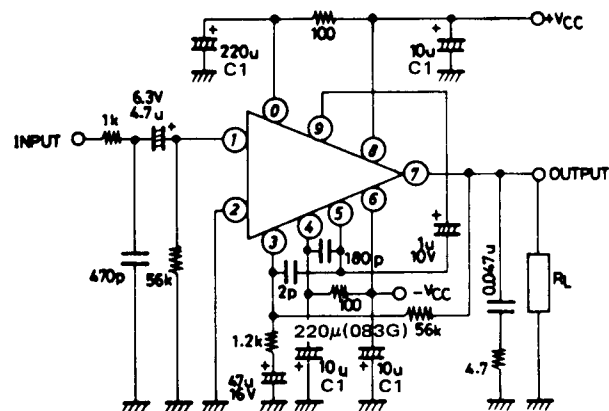 +VCC
100
220u
C1
10u
C1
6.3V
4.7u
1k
INPUT
0
9
8
1
7
OUTPUT
2
6
5
4
3
180p
1u
10V
470p
56k
2p
100
-VCC
0.047u
RL
1.2k
220µ(083G)
56k
47u
16V
10u
C1
10u
C1
4.7